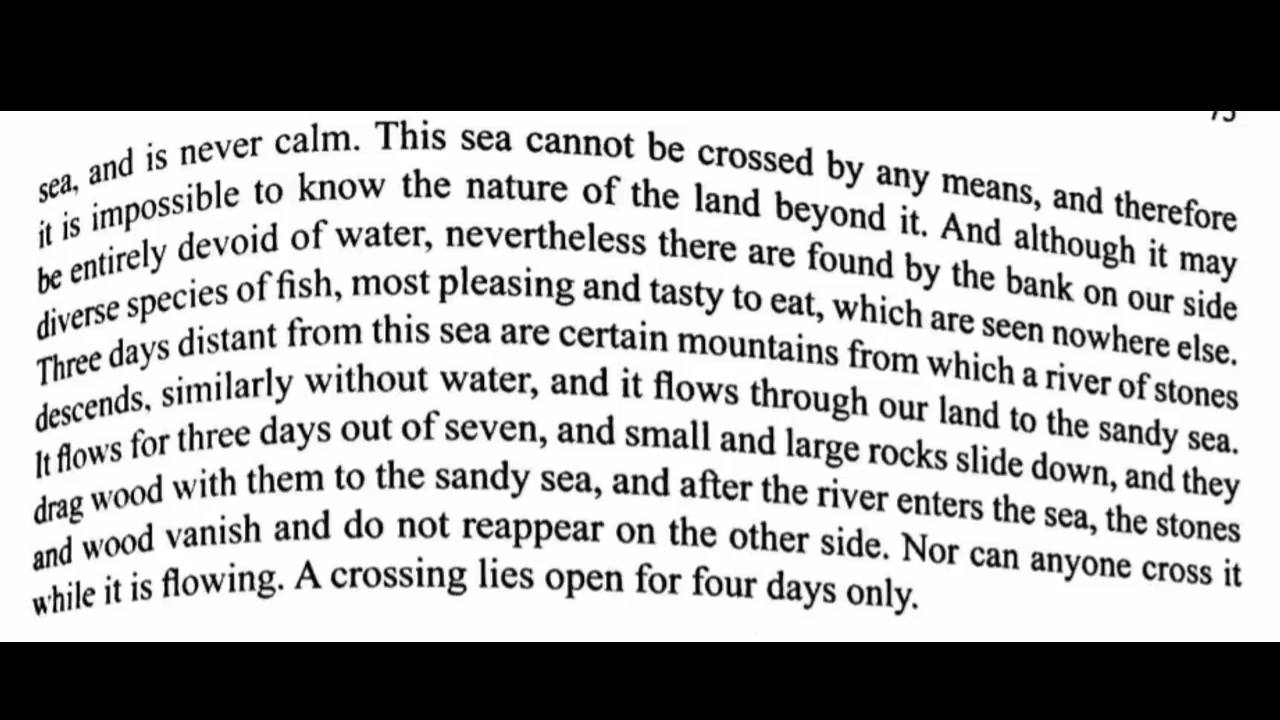 sea, and is never calm. This sea cannot be crossed by any means, and therefore
it is impossible to know the nature of the land beyond it. And although it may
be entirely devoid of water, nevertheless there are found by the bank on our side
diverse species of fish, most pleasing and tasty to eat, which are seen nowhere else.
Three days distant from this sea are certain mountains from which a river of stones
descends, similarly without water, and it flows through our land to the sandy sea.
It flows for three days out of seven, and small and large rocks slide down, and they
drag wood with them to the sandy sea, and after the river enters the sea, the stones
and wood vanish and do not reappear on the other side. Nor can anyone cross it
while it is flowing. A crossing lies open for four days only.